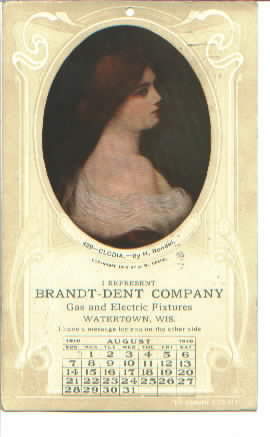 429—CLODIA.—By H. Rondel.
I REPRESENT
BRANDT-DENT COMPANY
Gas and Electric Fixtures
WATERTOWN, WIS.
I have a message for you on the other side
1910 AUGUST 1910
SUN. MON. TUE. WED. THU. FRI. SAT.
1 2 3 4 5 6
7 8 9 10 11 12 13
14 15 16 17 18 19 20
21 22 23 24 25 26 27
28 29 30 31